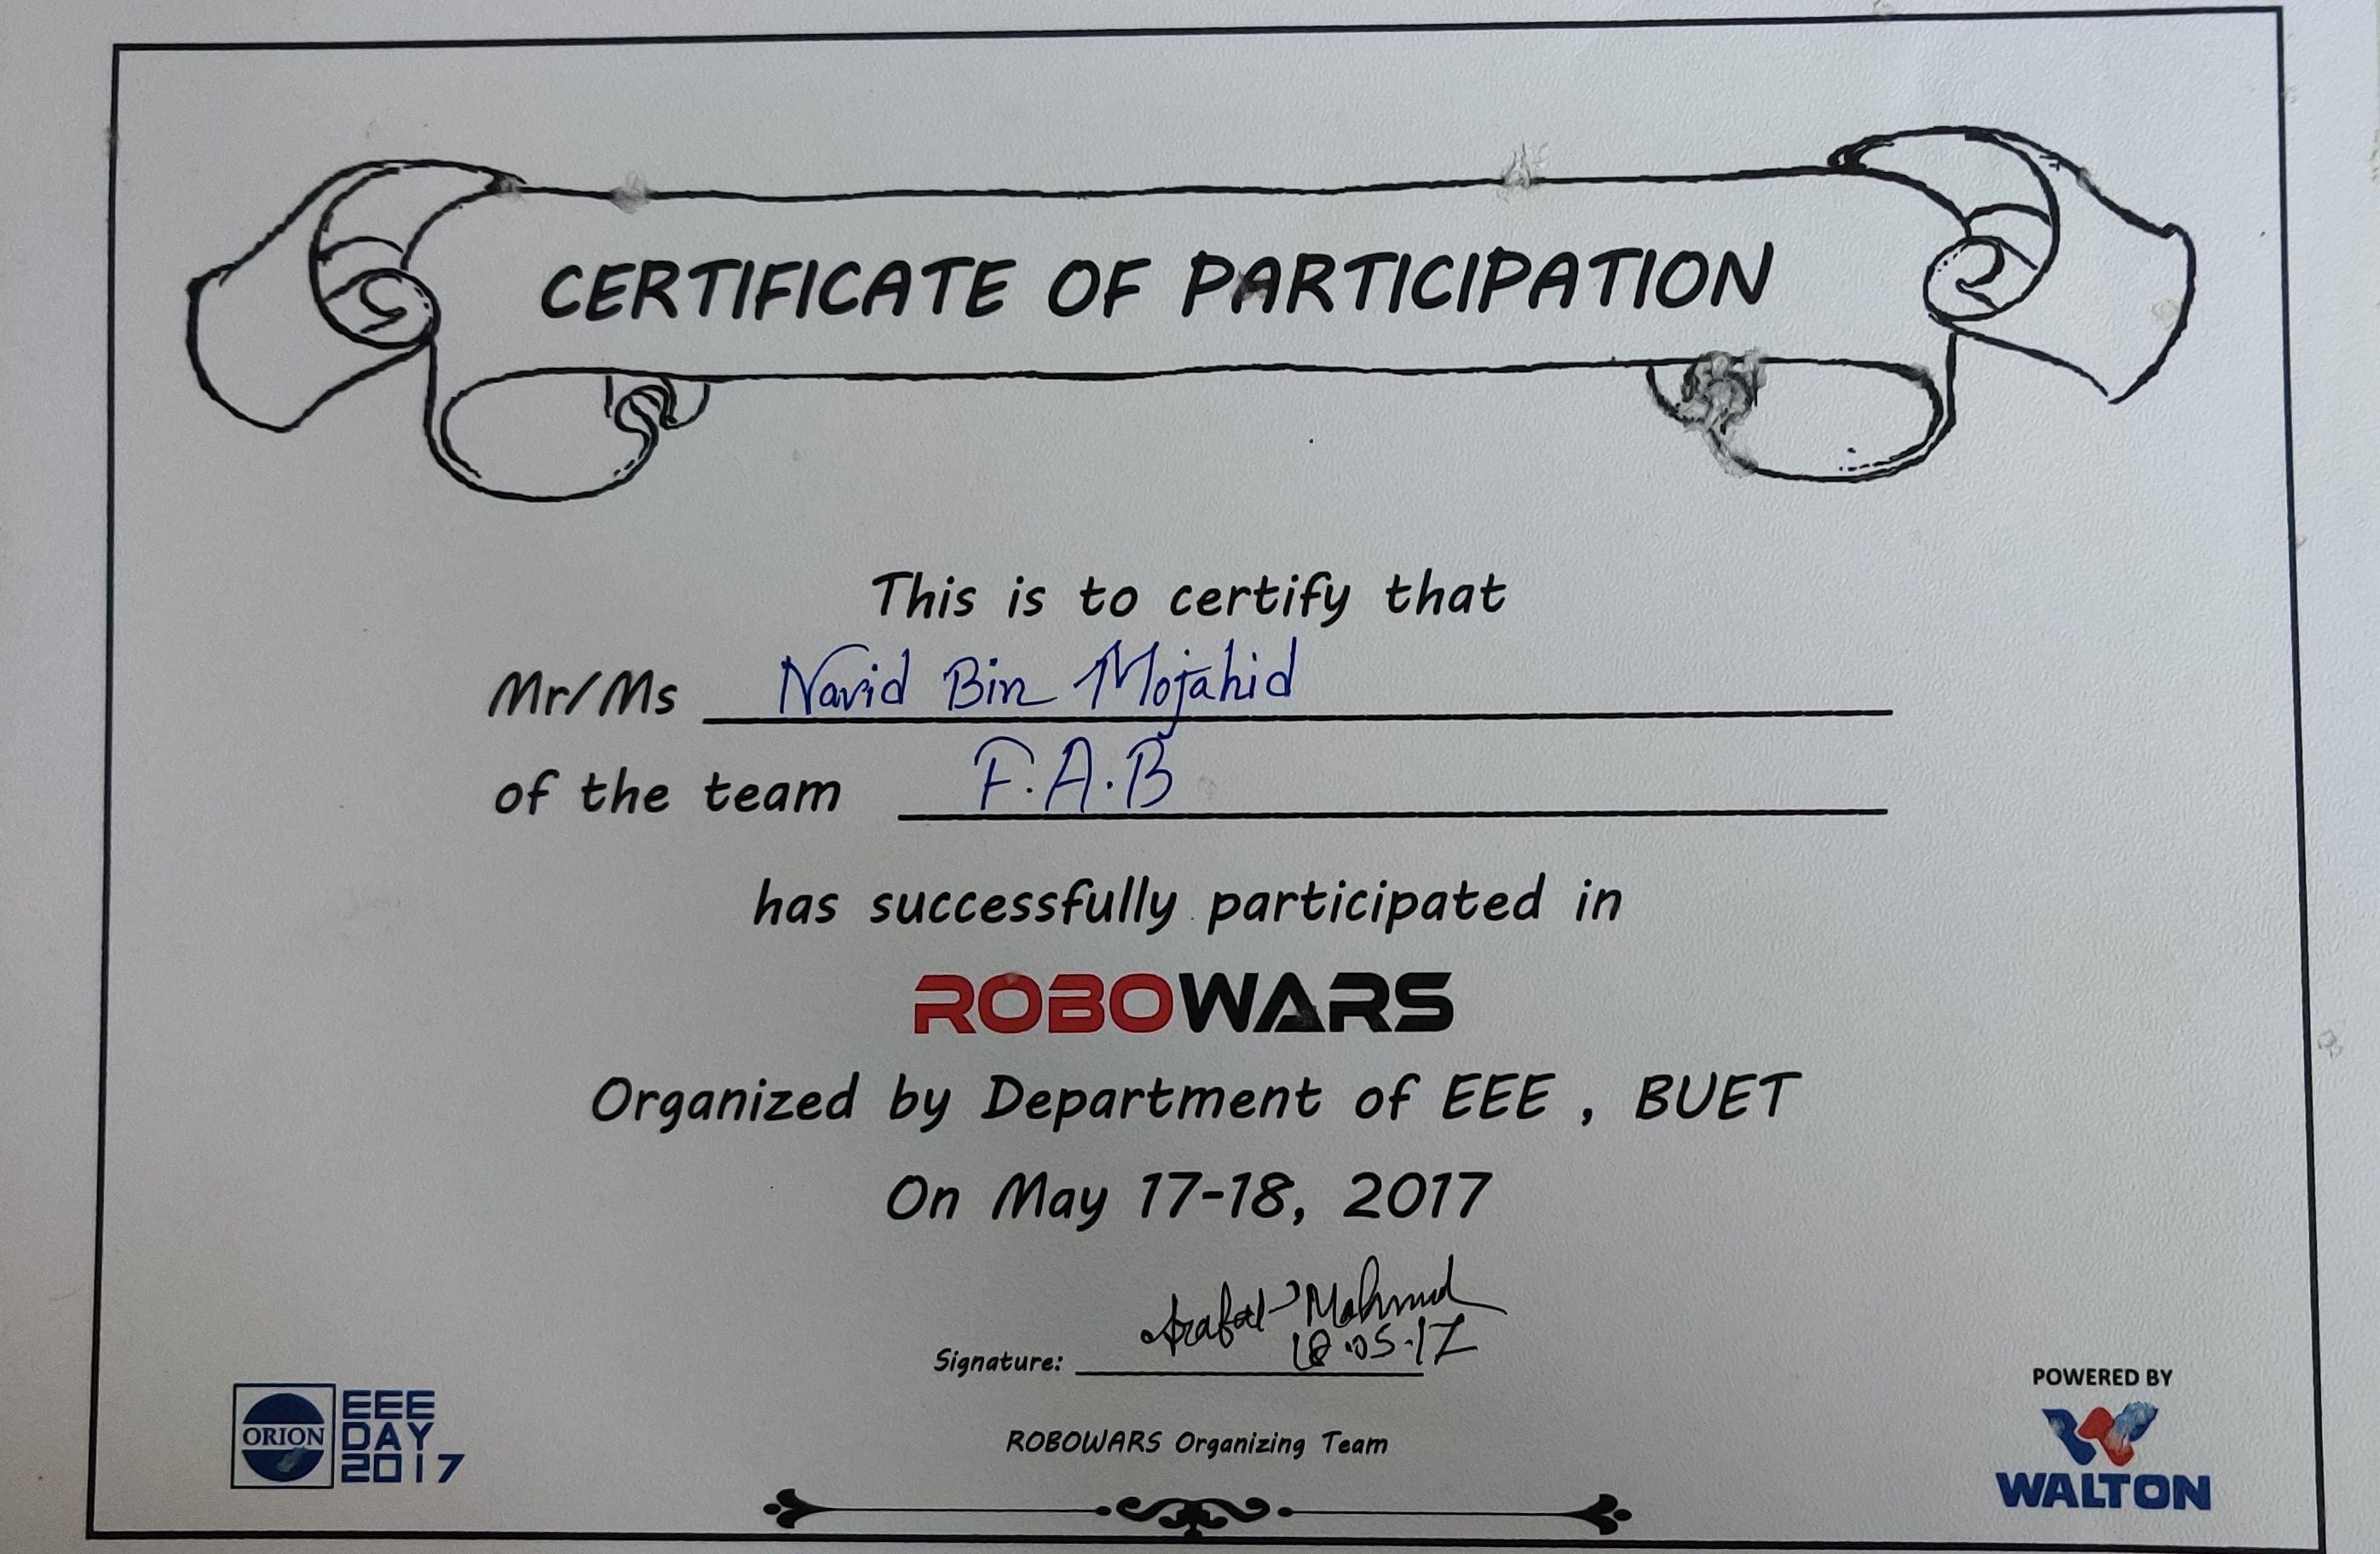 CERTIFICATE OF PARTICIPATION
This is to certify that
Mr/Ms Navid Bin Mojahid
of the team F.A.B
has successfully participated in
ROBOWARS
Organized by Department of EEE , BUET
On May 17-18, 2017
Arafat Mahmud
18.05.17
Signature:
ROBOWARS Organizing Team
ORION
EEE
DAY
2017
POWERED BY
WALTON